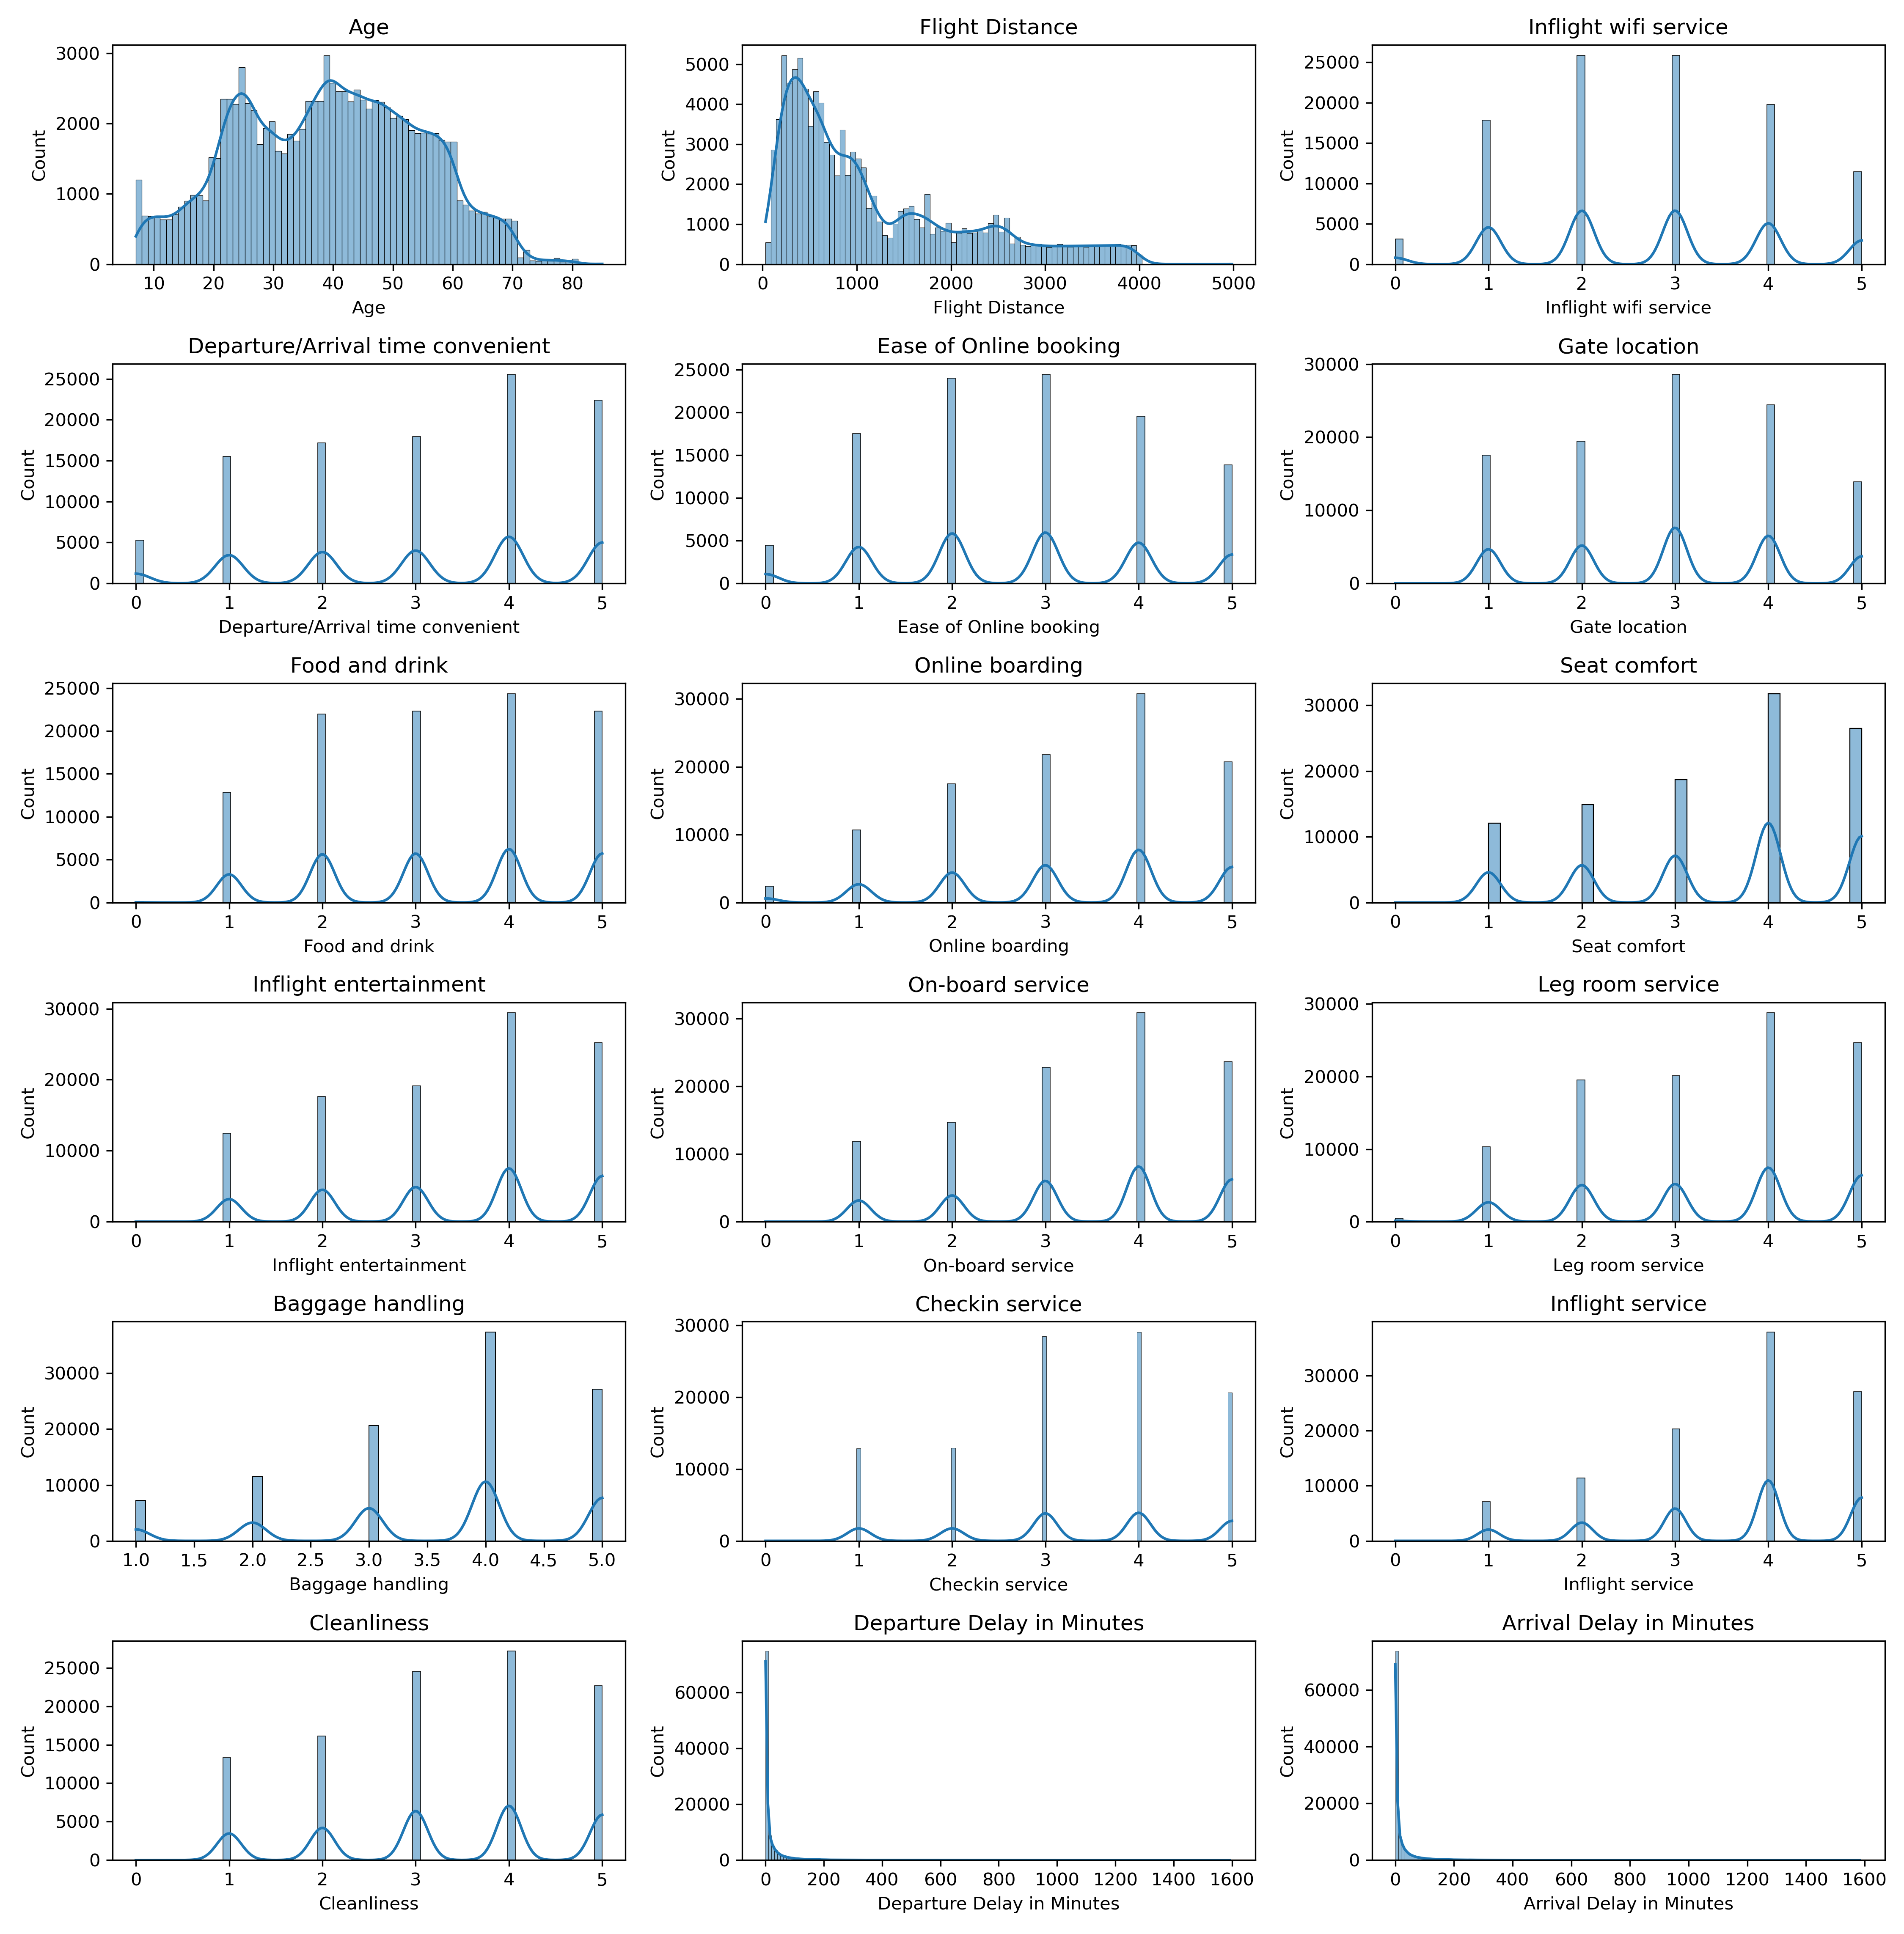 Age
Count
3000
2000
1000
0
10 20 30 40 50 60 70 80
Age
Flight Distance
Count
5000
4000
3000
2000
1000
0
0 1000 2000 3000 4000 5000
Flight Distance
Inflight wifi service
Count
25000
20000
15000
10000
5000
0
0 1 2 3 4 5
Inflight wifi service
Departure/Arrival time convenient
Count
25000
20000
15000
10000
5000
0
0 1 2 3 4 5
Departure/Arrival time convenient
Ease of Online booking
Count
25000
20000
15000
10000
5000
0
0 1 2 3 4 5
Ease of Online booking
Gate location
Count
30000
20000
10000
0
0 1 2 3 4 5
Gate location
Food and drink
Count
25000
20000
15000
10000
5000
0
0 1 2 3 4 5
Food and drink
Online boarding
Count
30000
20000
10000
0
0 1 2 3 4 5
Online boarding
Seat comfort
Count
30000
20000
10000
0
0 1 2 3 4 5
Seat comfort
Inflight entertainment
Count
30000
20000
10000
0
0 1 2 3 4 5
Inflight entertainment
On-board service
Count
30000
20000
10000
0
0 1 2 3 4 5
On-board service
Leg room service
Count
30000
20000
10000
0
0 1 2 3 4 5
Leg room service
Baggage handling
Count
30000
20000
10000
0
1.0 1.5 2.0 2.5 3.0 3.5 4.0 4.5 5.0
Baggage handling
Checkin service
Count
30000
20000
10000
0
0 1 2 3 4 5
Checkin service
Inflight service
Count
30000
20000
10000
0
0 1 2 3 4 5
Inflight service
Cleanliness
Count
25000
20000
15000
10000
5000
0
0 1 2 3 4 5
Cleanliness
Departure Delay in Minutes
Count
60000
40000
20000
0
0 200 400 600 800 1000 1200 1400 1600
Departure Delay in Minutes
Arrival Delay in Minutes
Count
60000
40000
20000
0
0 200 400 600 800 1000 1200 1400 1600
Arrival Delay in Minutes